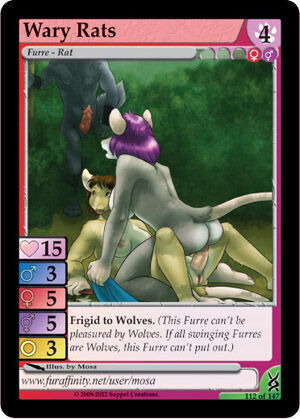 Wary Rats
4
Furre - Rat
15
3
5
5
3
Frigid to Wolves. (This Furre can't be
pleasured by Wolves. If all swinging Furres
are Wolves, this Furre can't put out.)
Illus. by Mosa
www.furaffinity.net/user/mosa
© 2009-2012 Seppel Creations.
112 of 147